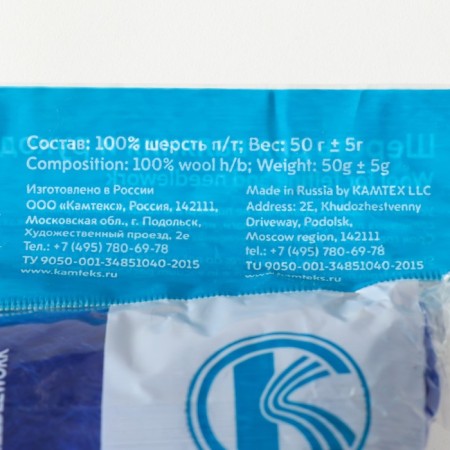 Состав: 100% шерсть п/т; Вес: 50 г ± 5г
Composition: 100% wool h/b; Weight: 50g ± 5g
Изготовлено в России
ООО «Камтекс», Россия, 142111,
Московская обл., г. Подольск,
Художественный проезд, 2е
Тел.: +7 (495) 780-69-78
ТУ 9050-001-34851040-2015
www.kamteks.ru
Made in Russia by KAMTEX LLC
Address: 2E, Khudozhestvenny
Driveway, Podolsk,
Moscow region, 142111
tel.: +7 (495) 780-69-78
TU 9050-001-34851040-2015